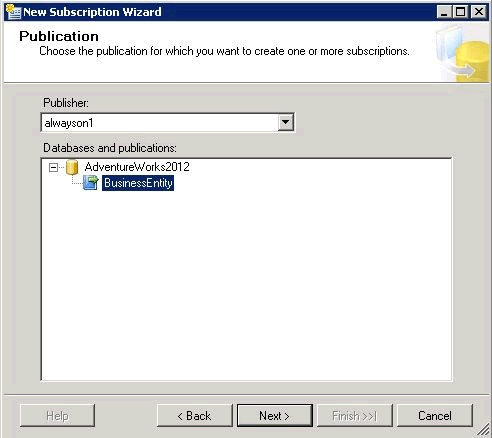 New Subscription Wizard
Publication
Choose the publication for which you want to create one or more subscriptions.
Publisher:
alwayson1
Databases and publications:
AdventureWorks2012
BusinessEntity
Help
< Back
Next >
Finish >>|
Cancel